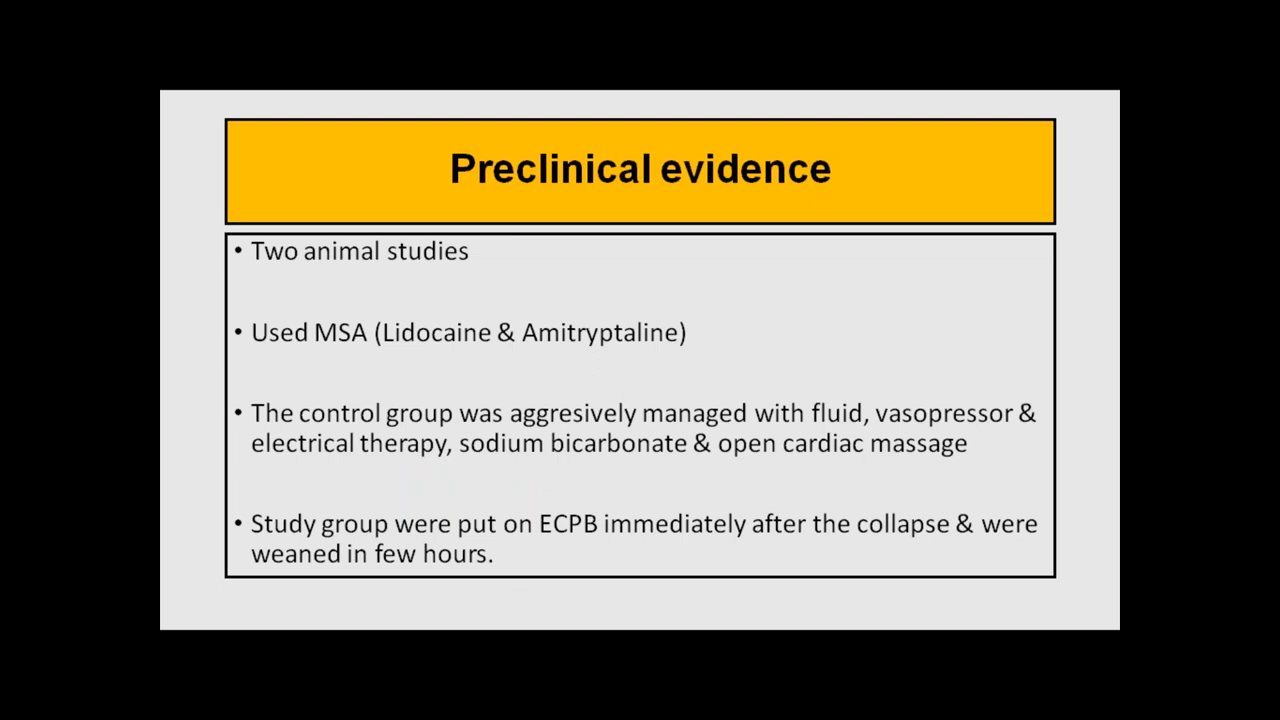 Preclinical evidence
• Two animal studies
• Used MSA (Lidocaine & Amitryptaline)
• The control group was aggresively managed with fluid, vasopressor &
electrical therapy, sodium bicarbonate & open cardiac massage
• Study group were put on ECPB immediately after the collapse & were
weaned in few hours.